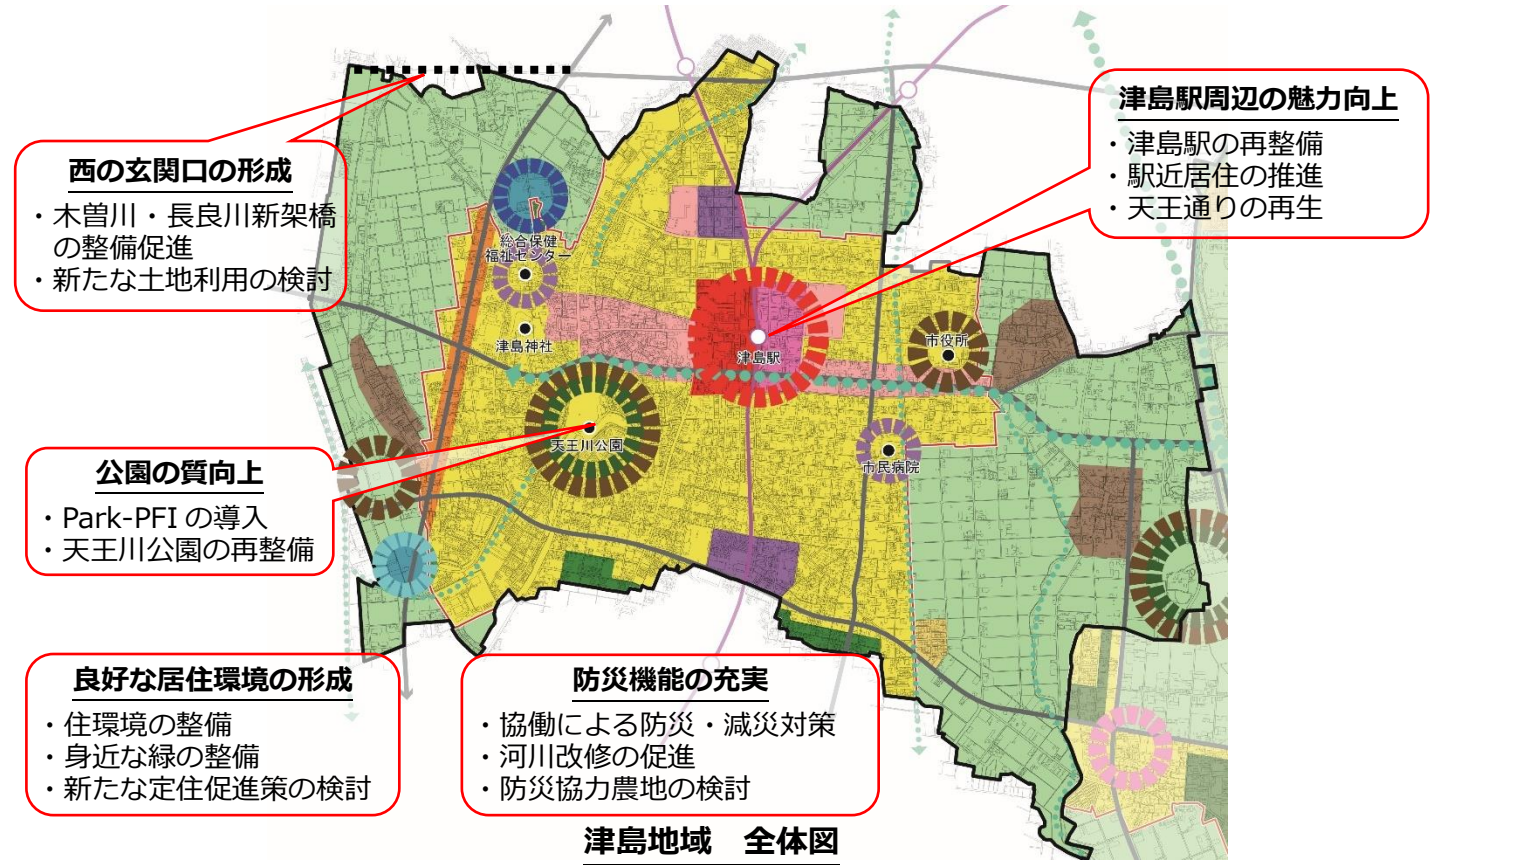 西の玄関口の形成
・木曽川・長良川新架橋
の整備促進
・新たな土地利用の検討
津島駅周辺の魅力向上
・津島駅の再整備
・駅近居住の推進
・天王通りの再生
総合保健
福祉センター
津島神社
津島駅
市役所
天王川公園
市民病院
公園の質向上
・Park-PFI の導入
・天王川公園の再整備
良好な居住環境の形成
・住環境の整備
・身近な緑の整備
・新たな定住促進策の検討
防災機能の充実
・協働による防災・減災対策
・河川改修の促進
・防災協力農地の検討
津島地域　全体図